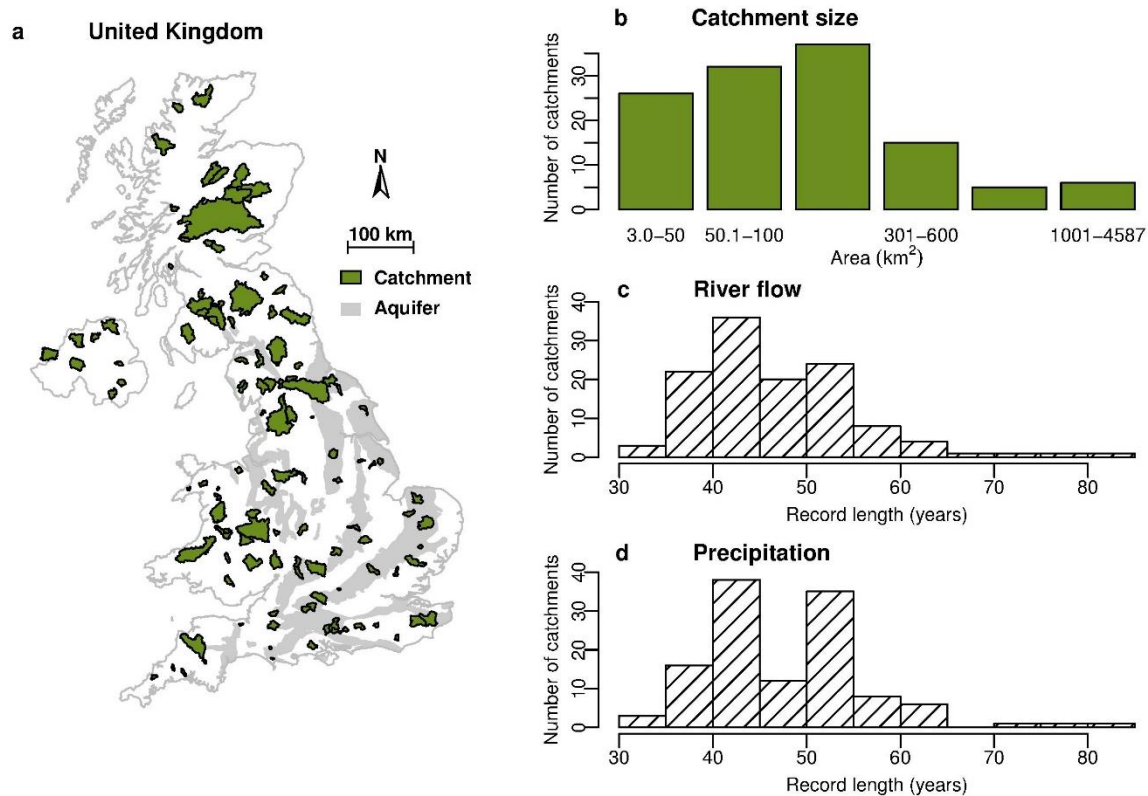 a United Kingdom
N
100 km
Catchment
Aquifer
b Catchment size
Number of catchments
0 10 20 30
3.0−50 50.1−100 301−600 1001−4587
Area (km²)
c River flow
Number of catchments
0 10 20 30 40
30 40 50 60 70 80
Record length (years)
d Precipitation
Number of catchments
0 10 20 30 40
30 40 50 60 70 80
Record length (years)